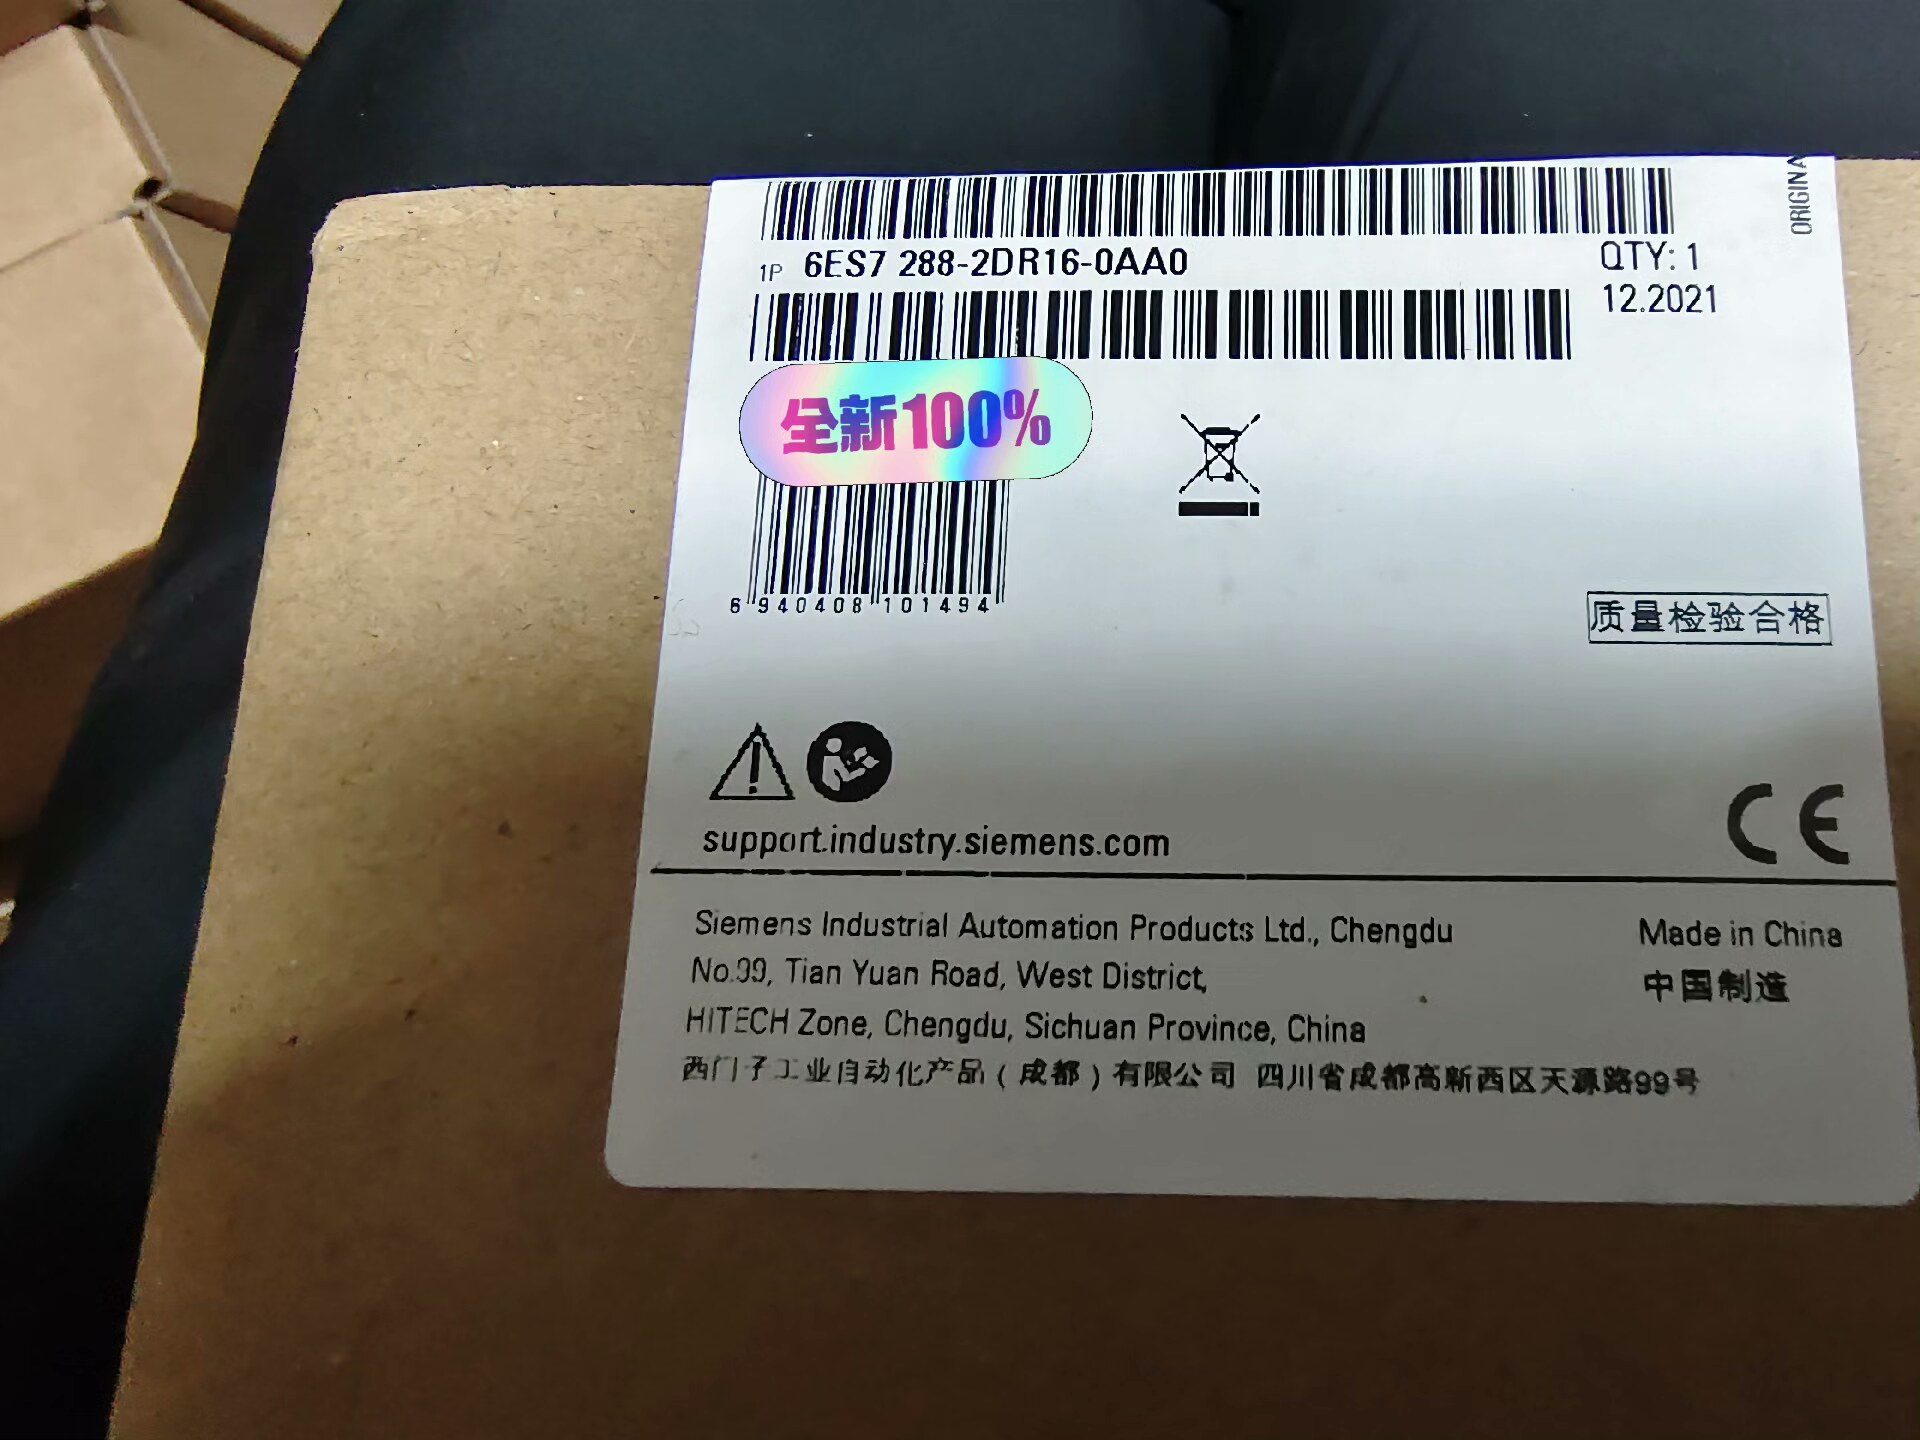 ORIGINA
1P 6ES7 288-2DR16-0AA0
QTY: 1
12.2021
全新100%
6 940408 101494
质量检验合格
support.industry.siemens.com
CE
Siemens Industrial Automation Products Ltd., Chengdu
Made in China
No.99, Tian Yuan Road, West District,
中国制造
HITECH Zone, Chengdu, Sichuan Province, China
西门子工业自动化产品(成都)有限公司 四川省成都高新西区天源路99号